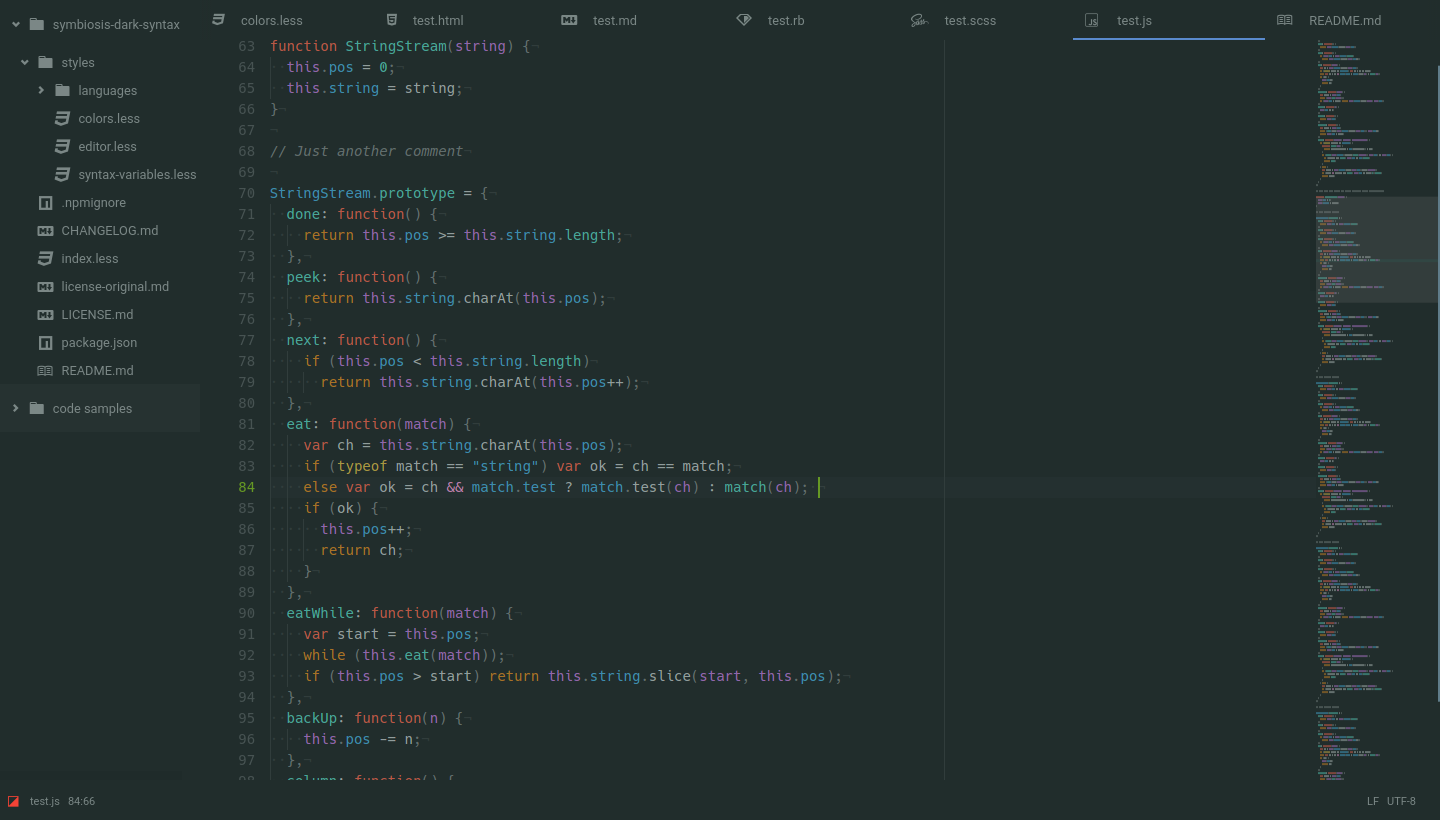 symbiosis-dark-syntax
styles
languages
colors.less
editor.less
syntax-variables.less
.npmignore
CHANGELOG.md
index.less
license-original.md
LICENSE.md
package.json
README.md
code samples
colors.less test.html test.md test.rb test.scss test.js README.md
63 function StringStream(string) {
64 this.pos = 0;
65 this.string = string;
66 }
67
68 // Just another comment
69
70 StringStream.prototype = {
71 done: function() {
72 return this.pos >= this.string.length;
73 },
74 peek: function() {
75 return this.string.charAt(this.pos);
76 },
77 next: function() {
78 if (this.pos < this.string.length)
79 return this.string.charAt(this.pos++);
80 },
81 eat: function(match) {
82 var ch = this.string.charAt(this.pos);
83 if (typeof match == "string") var ok = ch == match;
84 else var ok = ch && match.test ? match.test(ch) : match(ch);
85 if (ok) {
86 this.pos++;
87 return ch;
88 }
89 },
90 eatWhile: function(match) {
91 var start = this.pos;
92 while (this.eat(match));
93 if (this.pos > start) return this.string.slice(start, this.pos);
94 },
95 backUp: function(n) {
96 this.pos -= n;
97 },
98 column: function() {
test.js 84:66 LF UTF-8